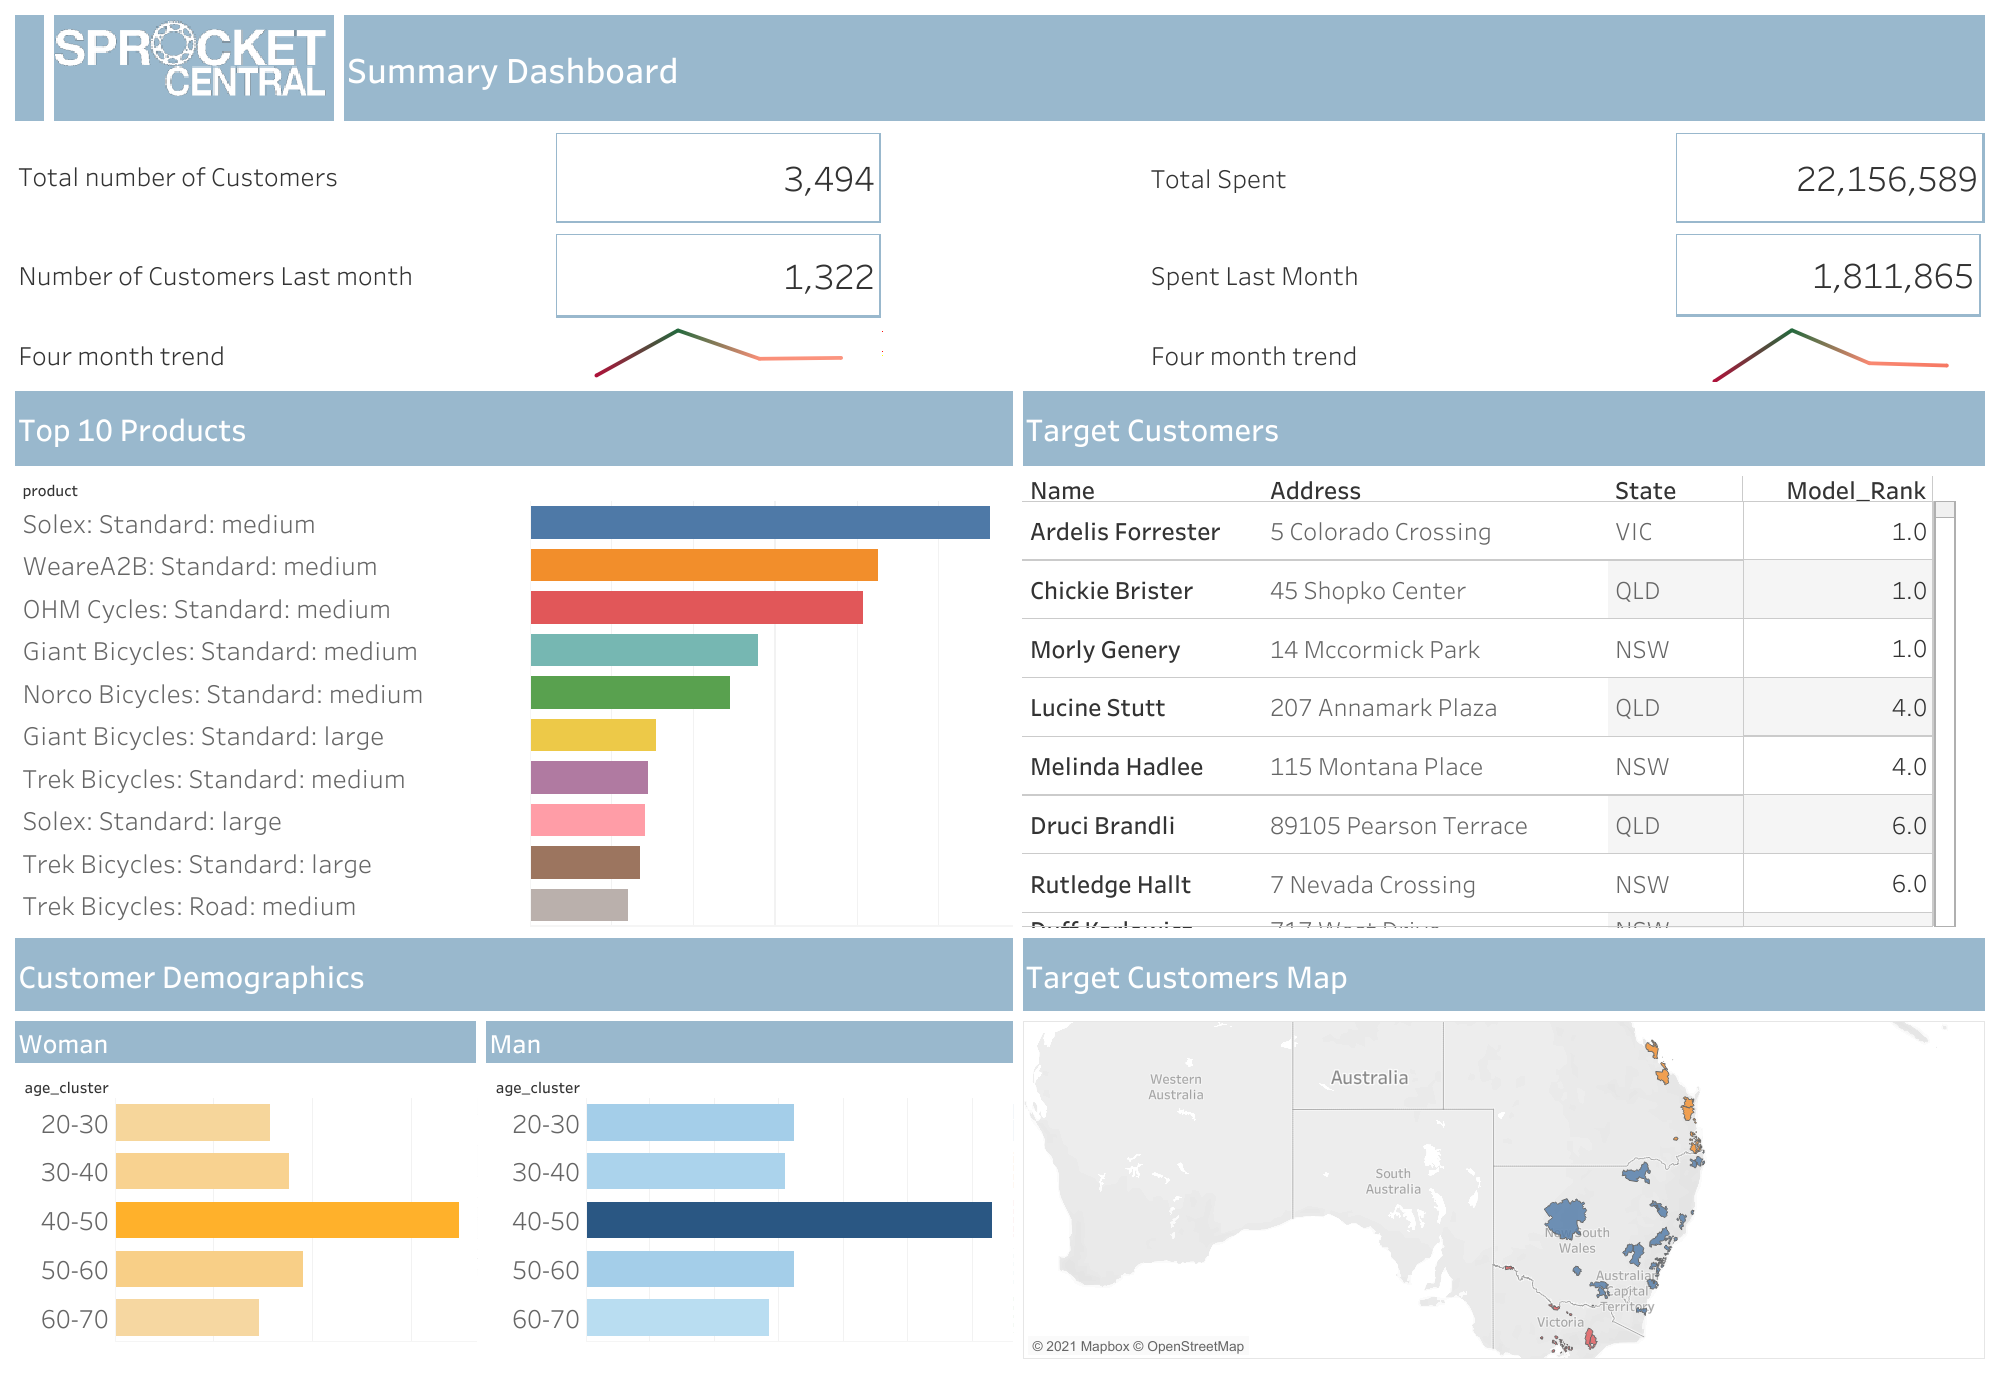 SPROCKET
CENTRAL
Summary Dashboard
Total number of Customers
3,494
Total Spent
22,156,589
Number of Customers Last month
1,322
Spent Last Month
1,811,865
Four month trend
Four month trend
Top 10 Products
product
Solex: Standard: medium
WeareA2B: Standard: medium
OHM Cycles: Standard: medium
Giant Bicycles: Standard: medium
Norco Bicycles: Standard: medium
Giant Bicycles: Standard: large
Trek Bicycles: Standard: medium
Solex: Standard: large
Trek Bicycles: Standard: large
Trek Bicycles: Road: medium
Target Customers
Name Address State Model_Rank
Ardelis Forrester 5 Colorado Crossing VIC 1.0
Chickie Brister 45 Shopko Center QLD 1.0
Morly Genery 14 Mccormick Park NSW 1.0
Lucine Stutt 207 Annamark Plaza QLD 4.0
Melinda Hadlee 115 Montana Place NSW 4.0
Druci Brandli 89105 Pearson Terrace QLD 6.0
Rutledge Hallt 7 Nevada Crossing NSW 6.0
Customer Demographics
Woman
age_cluster
20-30
30-40
40-50
50-60
60-70
Man
age_cluster
20-30
30-40
40-50
50-60
60-70
Target Customers Map
Western
Australia
Australia
South
Australia
New South
Wales
Australian
Capital
Territory
Victoria
© 2021 Mapbox © OpenStreetMap